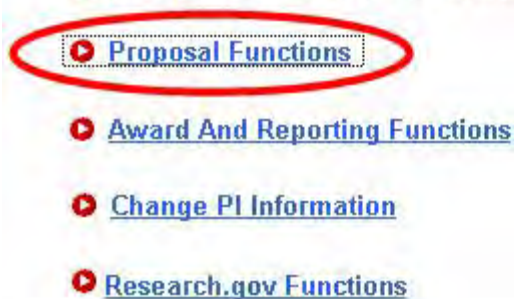 Proposal Functions
Award And Reporting Functions
Change PI Information
Research.gov Functions